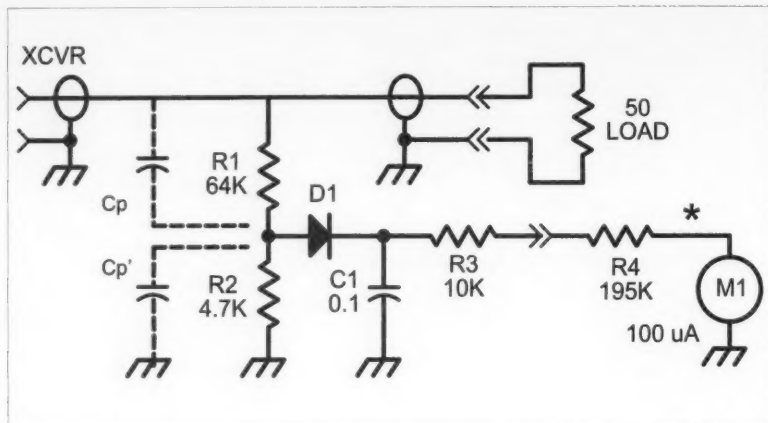 XCVR
50
LOAD
R1
64K
D1
*
Cp
Cp'
R2
4.7K
C1
0.1
R3
10K
R4
195K
M1
100 uA